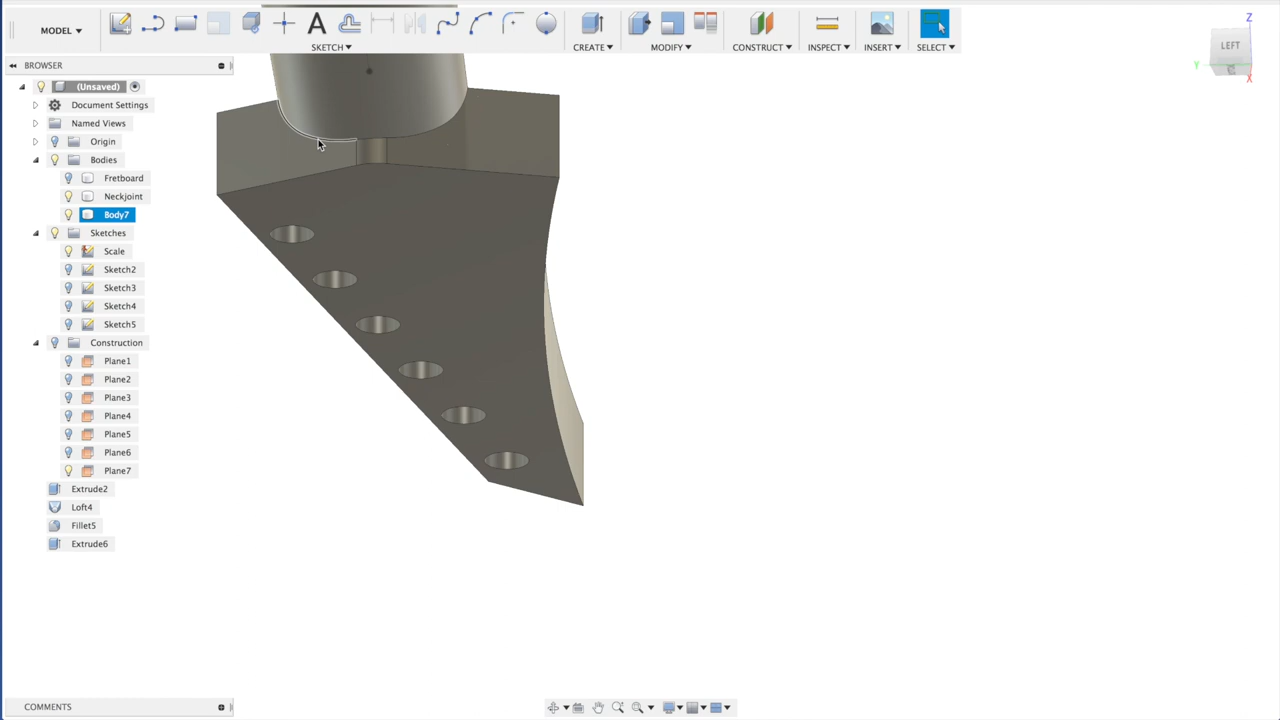 MODEL
SKETCH
CREATE
MODIFY
CONSTRUCT
INSPECT
INSERT
SELECT
Z
LEFT
Y
X
BROWSER
(Unsaved)
Document Settings
Named Views
Origin
Bodies
Fretboard
Neckjoint
Body7
Sketches
Scale
Sketch2
Sketch3
Sketch4
Sketch5
Construction
Plane1
Plane2
Plane3
Plane4
Plane5
Plane6
Plane7
Extrude2
Loft4
Fillet5
Extrude6
COMMENTS